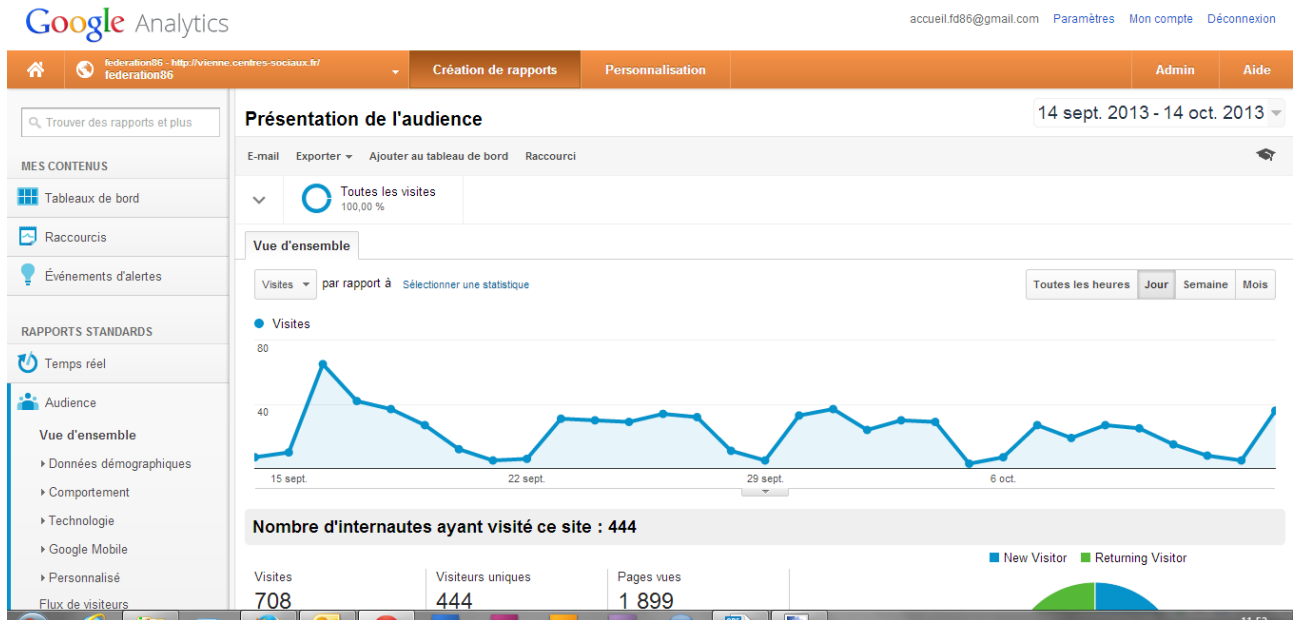 Google Analytics
accueil.fd86@gmail.com Paramètres Mon compte Déconnexion
federation86 - http://vienne.centres-sociaux.fr/
federation86
Création de rapports Personnalisation Admin Aide
Trouver des rapports et plus
MES CONTENUS
Tableaux de bord
Raccourcis
Événements d'alertes
RAPPORTS STANDARDS
Temps réel
Audience
Vue d'ensemble
Données démographiques
Comportement
Technologie
Google Mobile
Personnalisé
Flux de visiteurs
Présentation de l'audience
14 sept. 2013 - 14 oct. 2013
E-mail Exporter Ajouter au tableau de bord Raccourci
Toutes les visites
100,00 %
Vue d'ensemble
Visites par rapport à Sélectionner une statistique
Toutes les heures Jour Semaine Mois
Visites
80
40
15 sept. 22 sept. 29 sept. 6 oct.
Nombre d'internautes ayant visité ce site : 444
New Visitor Returning Visitor
Visites Visiteurs uniques Pages vues
708 444 1 899